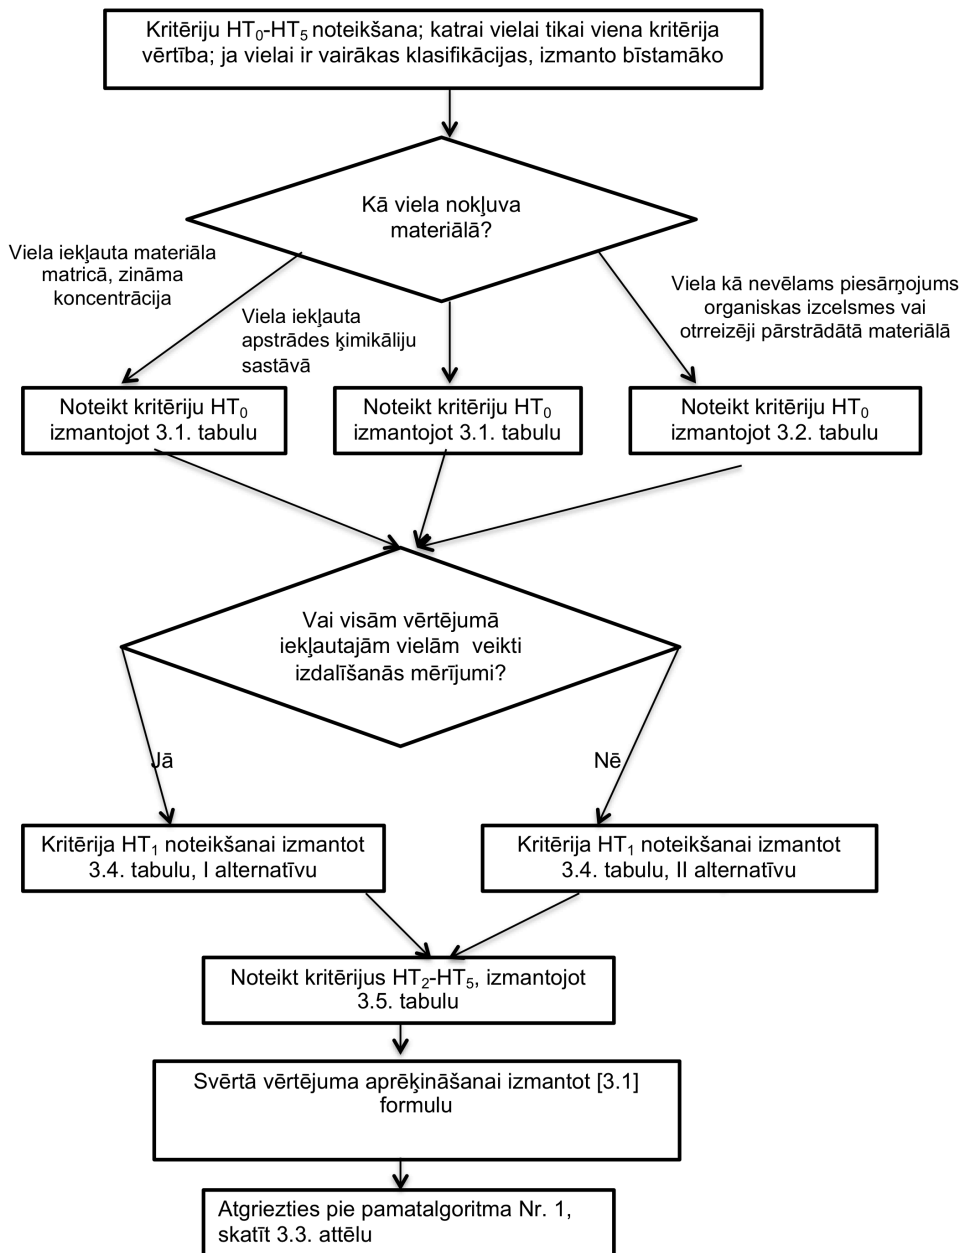 Kritēriju HT₀-HT₅ noteikšana; katrai vielai tikai viena kritērija
vērtība; ja vielai ir vairākas klasifikācijas, izmanto bīstamāko
Kā viela nokļuva
materiālā?
Viela iekļauta materiāla
matricā, zināma
koncentrācija
Viela iekļauta
apstrādes ķimikāliju
sastāvā
Viela kā nevēlams piesārņojums
organiskas izcelsmes vai
otrreizēji pārstrādātā materiālā
Noteikt kritēriju HT₀
izmantojot 3.1. tabulu
Noteikt kritēriju HT₀
izmantojot 3.1. tabulu
Noteikt kritēriju HT₀
izmantojot 3.2. tabulu
Vai visām vērtējumā
iekļautajām vielām veikti
izdalīšanās mērījumi?
Jā
Nē
Kritērija HT₁ noteikšanai izmantot
3.4. tabulu, I alternatīvu
Kritērija HT₁ noteikšanai izmantot
3.4. tabulu, II alternatīvu
Noteikt kritērijus HT₂-HT₅, izmantojot
3.5. tabulu
Svērtā vērtējuma aprēķināšanai izmantot [3.1]
formulu
Atgriezties pie pamatalgoritma Nr. 1,
skatīt 3.3. attēlu